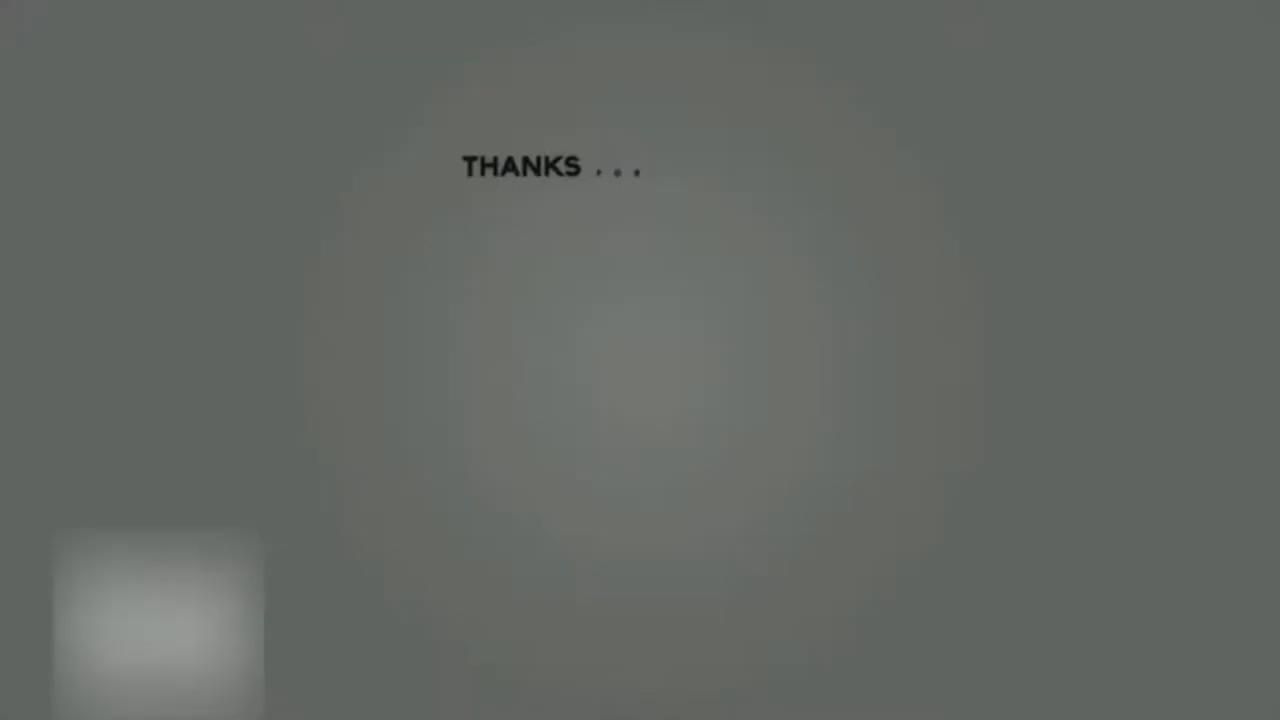 THANKS . . .